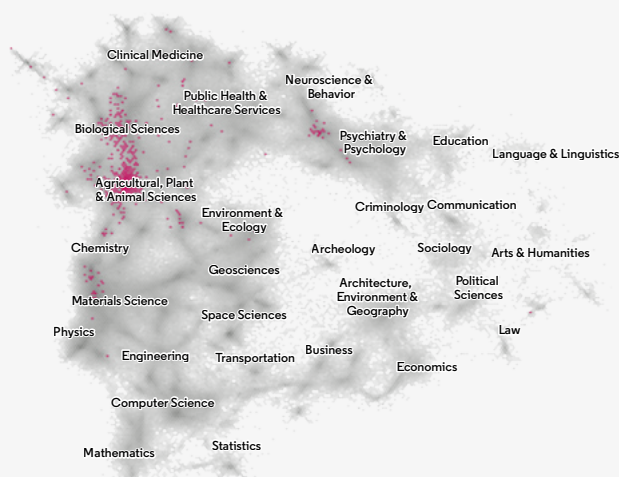 Clinical Medicine
Neuroscience &
Behavior
Public Health &
Healthcare Services
Biological Sciences
Psychiatry &
Psychology
Education
Language & Linguistics
Agricultural, Plant
& Animal Sciences
Environment &
Ecology
Criminology
Communication
Chemistry
Archeology
Sociology
Arts & Humanities
Geosciences
Architecture,
Environment &
Geography
Political
Sciences
Materials Science
Space Sciences
Physics
Law
Engineering
Transportation
Business
Economics
Computer Science
Mathematics
Statistics